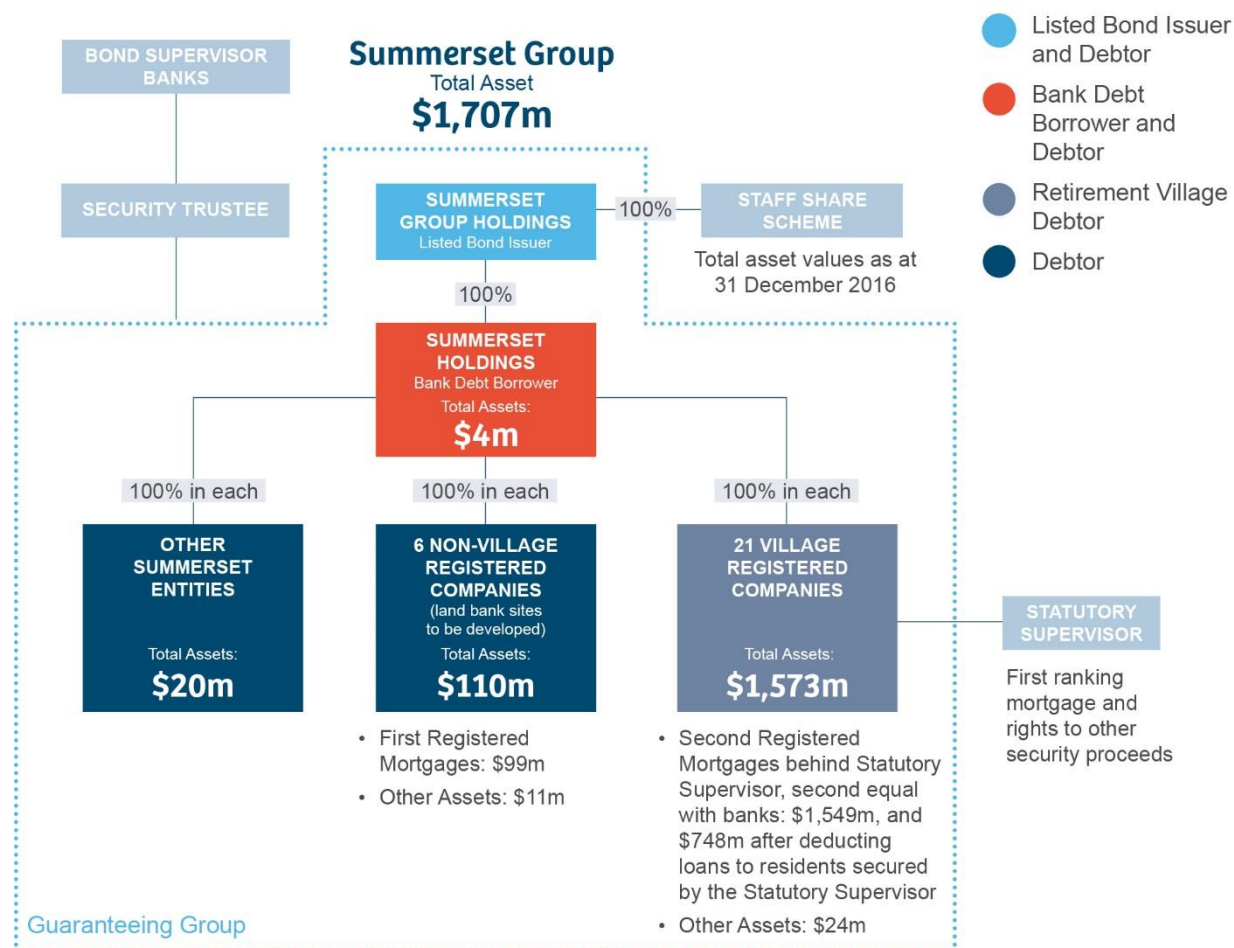 BOND SUPERVISOR
BANKS
SECURITY TRUSTEE
Summerset Group
Total Asset
$1,707m
Listed Bond Issuer
and Debtor
Bank Debt
Borrower and
Debtor
Retirement Village
Debtor
Debtor
SUMMERSET
GROUP HOLDINGS
Listed Bond Issuer
100%
STAFF SHARE
SCHEME
Total asset values as at
31 December 2016
100%
SUMMERSET
HOLDINGS
Bank Debt Borrower
Total Assets:
$4m
100% in each
100% in each
100% in each
OTHER
SUMMERSET
ENTITIES
Total Assets:
$20m
6 NON-VILLAGE
REGISTERED
COMPANIES
(land bank sites
to be developed)
Total Assets:
$110m
• First Registered
Mortgages: $99m
• Other Assets: $11m
21 VILLAGE
REGISTERED
COMPANIES
Total Assets:
$1,573m
• Second Registered
Mortgages behind Statutory
Supervisor, second equal
with banks: $1,549m, and
$748m after deducting
loans to residents secured
by the Statutory Supervisor
• Other Assets: $24m
STATUTORY
SUPERVISOR
First ranking
mortgage and
rights to other
security proceeds
Guaranteeing Group